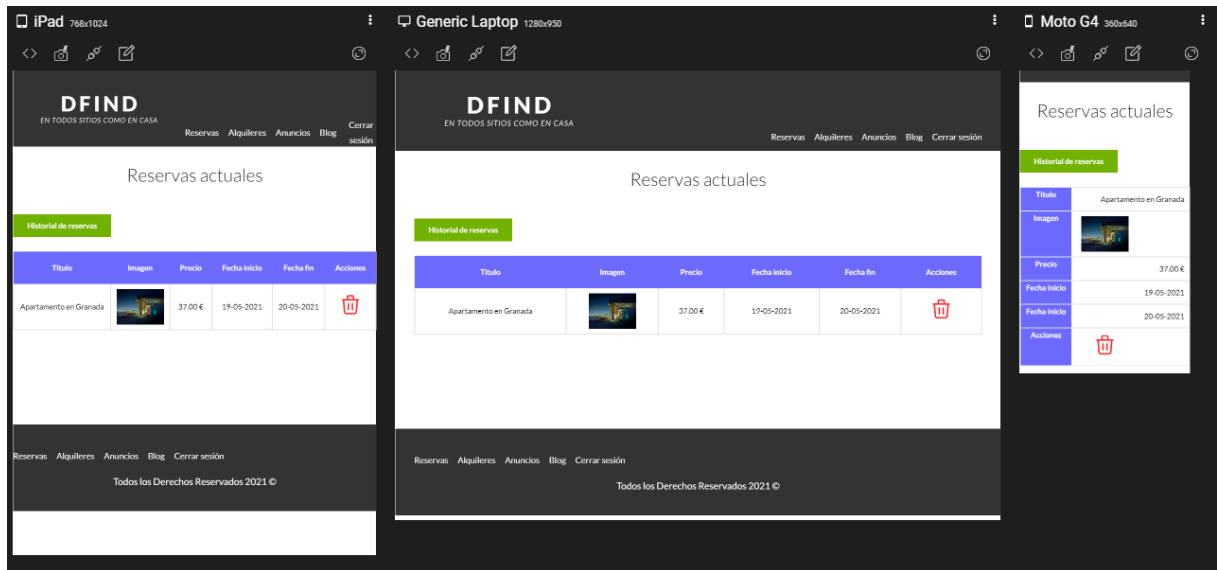 iPad 768x1024
DFIND
EN TODOS SITIOS COMO EN CASA
Reservas Alquileres Anuncios Blog Cerrar
sesión
Reservas actuales
Historial de reservas
Titulo Imagen Precio Fecha inicio Fecha fin Acciones
Apartamento en Granada 37.00 € 19-05-2021 20-05-2021
Reservas Alquileres Anuncios Blog Cerrar sesión
Todos los Derechos Reservados 2021 ©
Generic Laptop 1280x950
DFIND
EN TODOS SITIOS COMO EN CASA
Reservas Alquileres Anuncios Blog Cerrar sesión
Reservas actuales
Historial de reservas
Titulo Imagen Precio Fecha inicio Fecha fin Acciones
Apartamento en Granada 37.00 € 19-05-2021 20-05-2021
Reservas Alquileres Anuncios Blog Cerrar sesión
Todos los Derechos Reservados 2021 ©
Moto G4 360x640
Reservas actuales
Historial de reservas
Titulo Apartamento en Granada
Imagen
Precio 37.00 €
Fecha inicio 19-05-2021
Fecha inicio 20-05-2021
Acciones